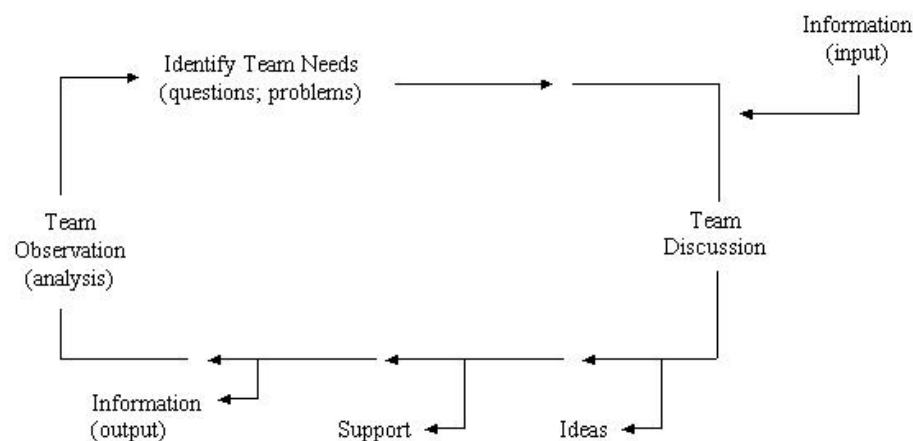 Information
(input)
Identify Team Needs
(questions; problems)
Team
Observation
(analysis)
Team
Discussion
Information
(output)
Support
Ideas